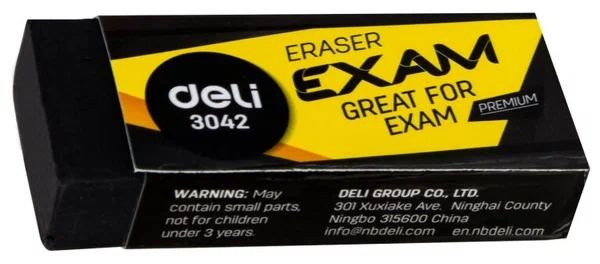 ERASER
EXAM
GREAT FOR
EXAM
PREMIUM
deli
3042
WARNING: May
contain small parts,
not for children
under 3 years.
DELI GROUP CO., LTD.
301 Xuxiake Ave. Ninghai County
Ningbo 315600 China
info@nbdeli.com en.nbdeli.com